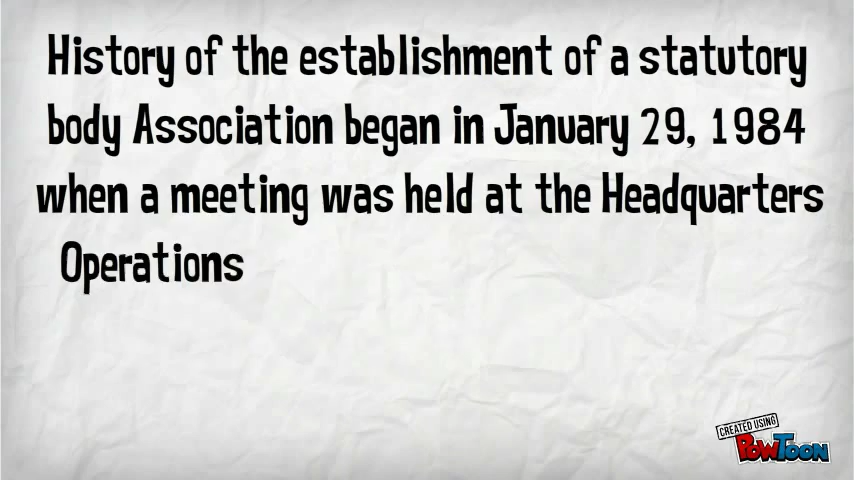 History of the establishment of a statutory
body Association began in January 29, 1984
when a meeting was held at the Headquarters
Operations
CREATED USING
POWTOON